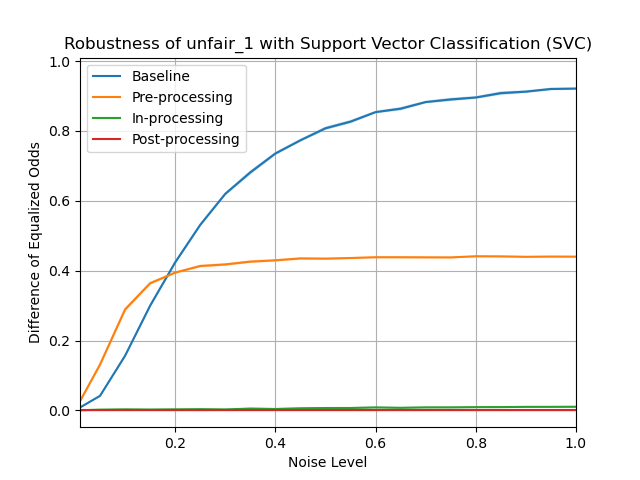 Robustness of unfair_1 with Support Vector Classification (SVC)
Baseline
Pre-processing
In-processing
Post-processing
Difference of Equalized Odds
1.0
0.8
0.6
0.4
0.2
0.0
0.2
0.4
0.6
0.8
1.0
Noise Level